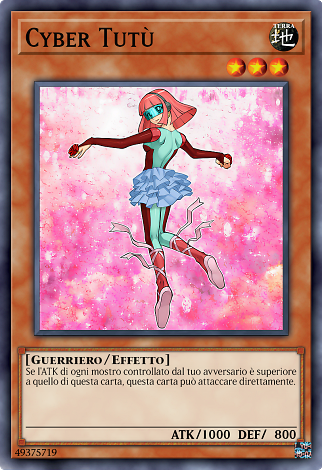 Cyber Tutù
TERRA
地
[Guerriero/Effetto]
Se l'ATK di ogni mostro controllato dal tuo avversario è superiore
a quello di questa carta, questa carta può attaccare direttamente.
ATK/1000 DEF/ 800
49375719